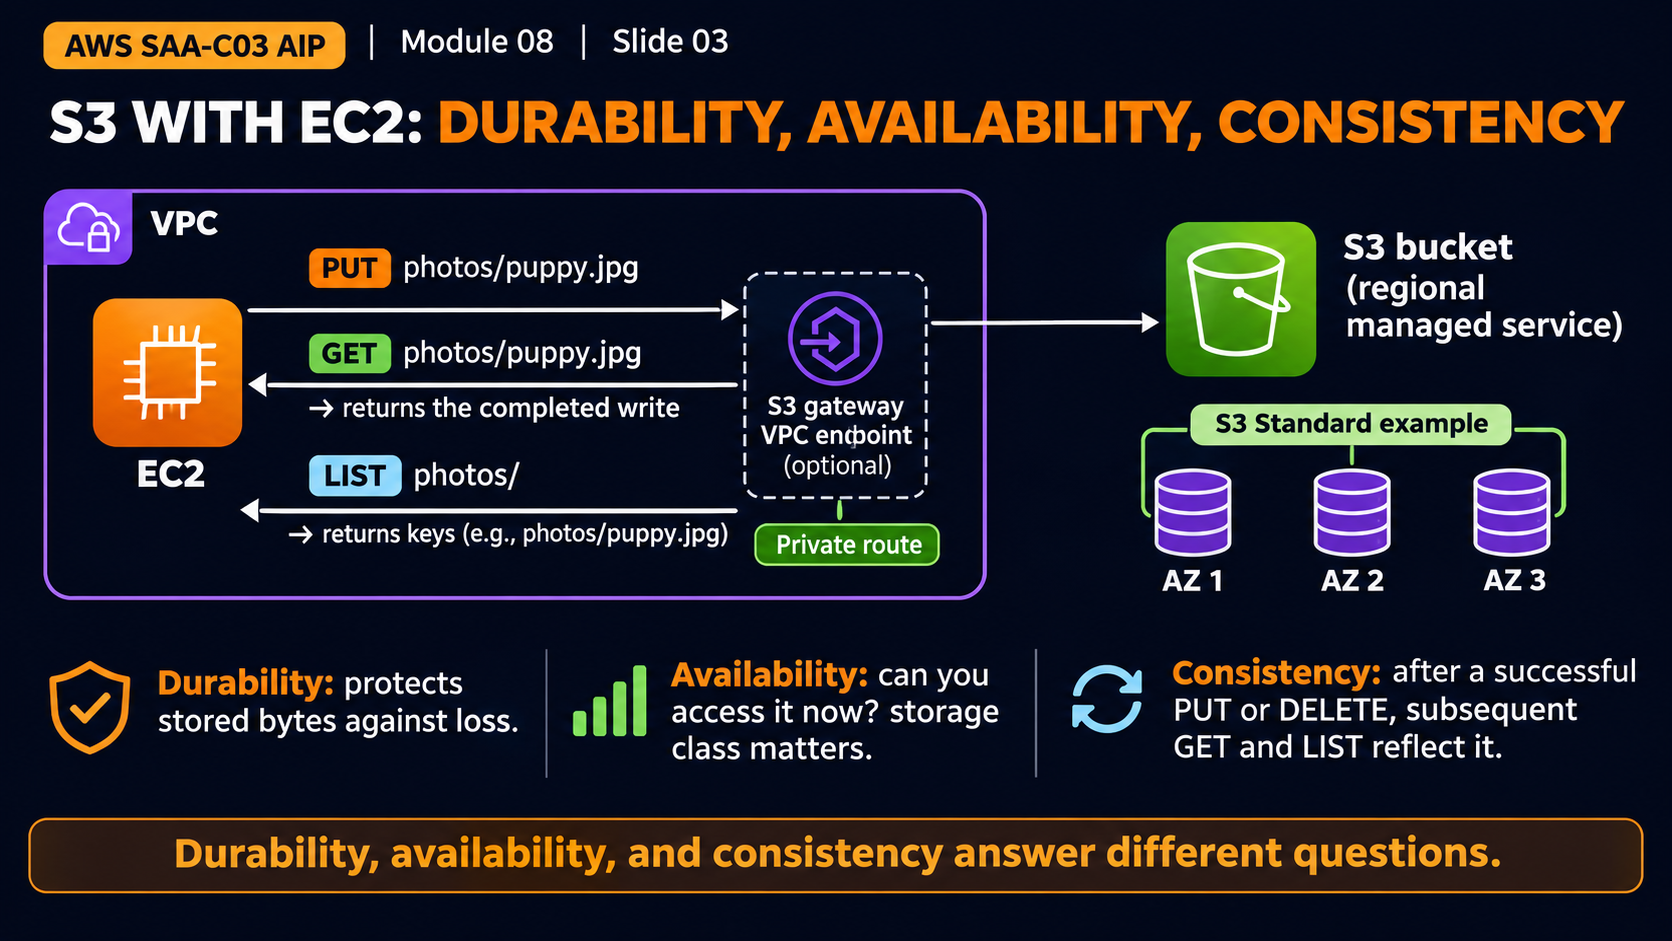 AWS SAA-C03 AIP | Module 08 | Slide 03
S3 WITH EC2: DURABILITY, AVAILABILITY, CONSISTENCY
VPC
PUT photos/puppy.jpg
GET photos/puppy.jpg
→ returns the completed write
LIST photos/
→ returns keys (e.g., photos/puppy.jpg)
EC2
S3 gateway
VPC endpoint
(optional)
Private route
S3 bucket
(regional
managed service)
S3 Standard example
AZ 1
AZ 2
AZ 3
Durability: protects
stored bytes against loss.
Availability: can you
access it now? storage
class matters.
Consistency: after a successful
PUT or DELETE, subsequent
GET and LIST reflect it.
Durability, availability, and consistency answer different questions.